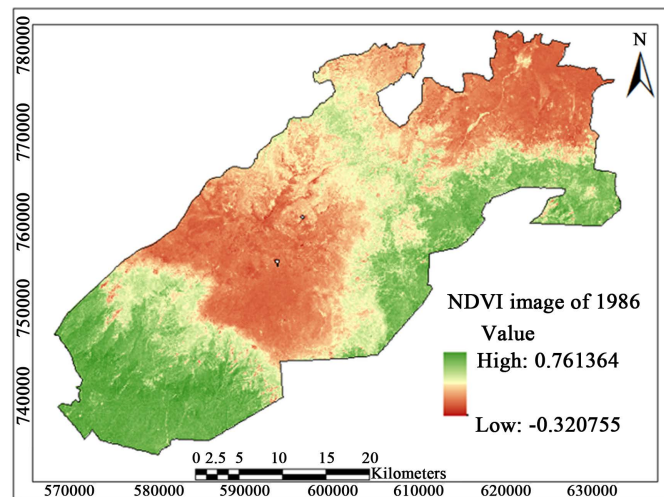 N
780000
770000
760000
750000
740000
NDVI image of 1986
Value
High: 0.761364
Low: -0.320755
0 2.5 5 10 15 20
Kilometers
570000 580000 590000 600000 610000 620000 630000